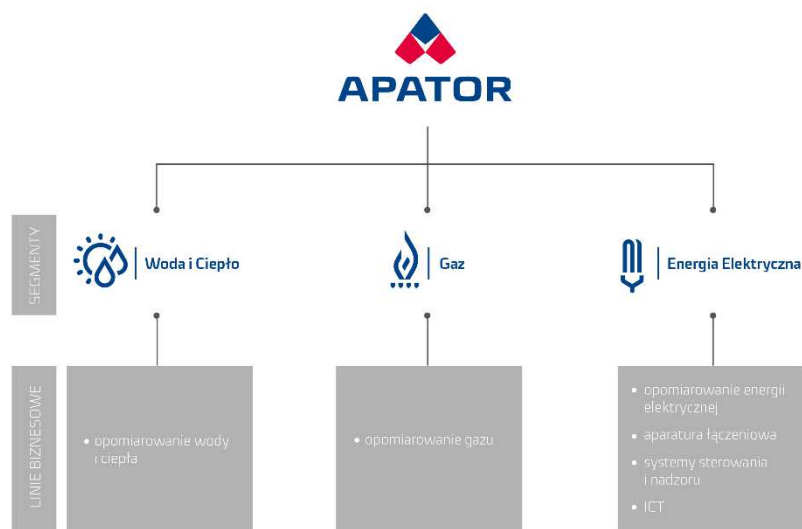 APATOR
SEGMENTY
Woda i Ciepło
Gaz
Energia Elektryczna
LINIE BIZNESOWE
• opomiarowanie wody
i ciepła
• opomiarowanie gazu
• opomiarowanie energii
elektrycznej
• aparatura łączeniowa
• systemy sterowania
i nadzoru
• ICT